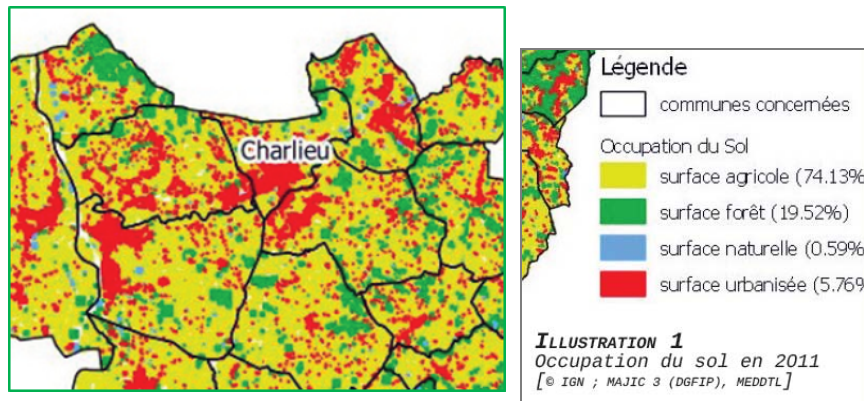 Charlieu
Légende
communes concernées
Occupation du Sol
surface agricole (74.13%
surface forêt (19.52%)
surface naturelle (0.59%
surface urbanisée (5.76%
ILLUSTRATION 1
Occupation du sol en 2011
[© IGN ; MAJIC 3 (DGFIP), MEDDTL]